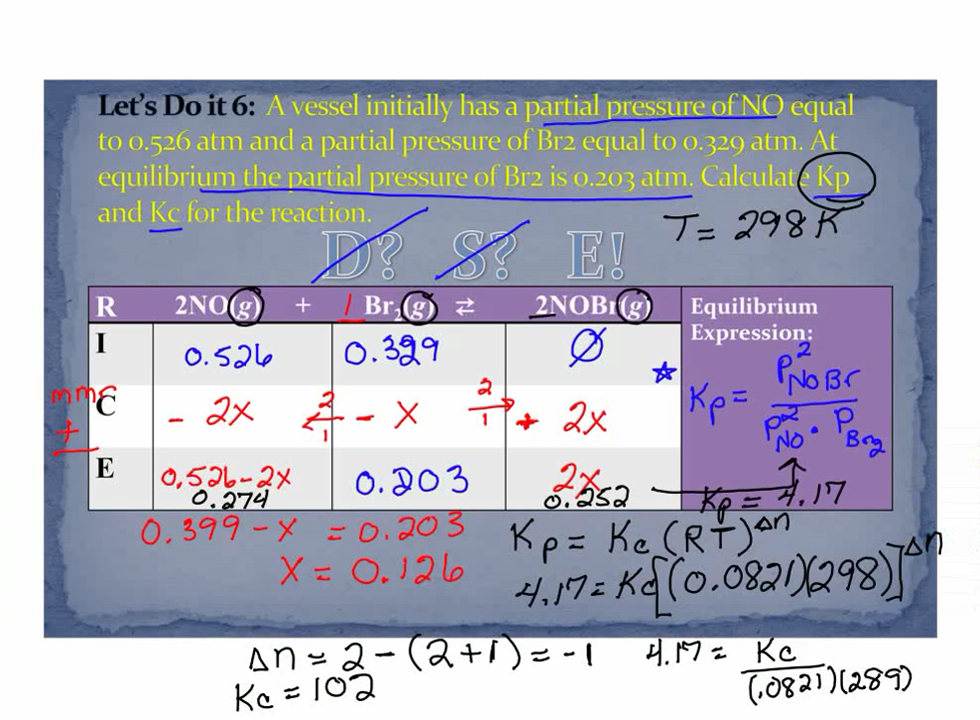 Let's Do it 6: A vessel initially has a partial pressure of NO equal
to 0.526 atm and a partial pressure of Br2 equal to 0.329 atm. At
equilibrium the partial pressure of Br2 is 0.203 atm. Calculate Kp
and Kc for the reaction.
T = 298 K
D? S? E!
R 2NO(g) + 1 Br₂(g) ⇄ 2NOBr(g) Equilibrium Expression:
I 0.526 0.329 ∅
C - 2x 2/1 - x 2/1 + 2x
Kp = P²NOBr / P²NO · PBr₂
+
E 0.526-2x 0.203 2x
0.274 0.252 Kp = 4.17
0.399 - x = 0.203
x = 0.126
Kp = Kc (RT)^Δn
4.17 = Kc[(0.0821)(298)]^Δn
Δn = 2 - (2+1) = -1
Kc = 102
4.17 = Kc / (.0821)(289)